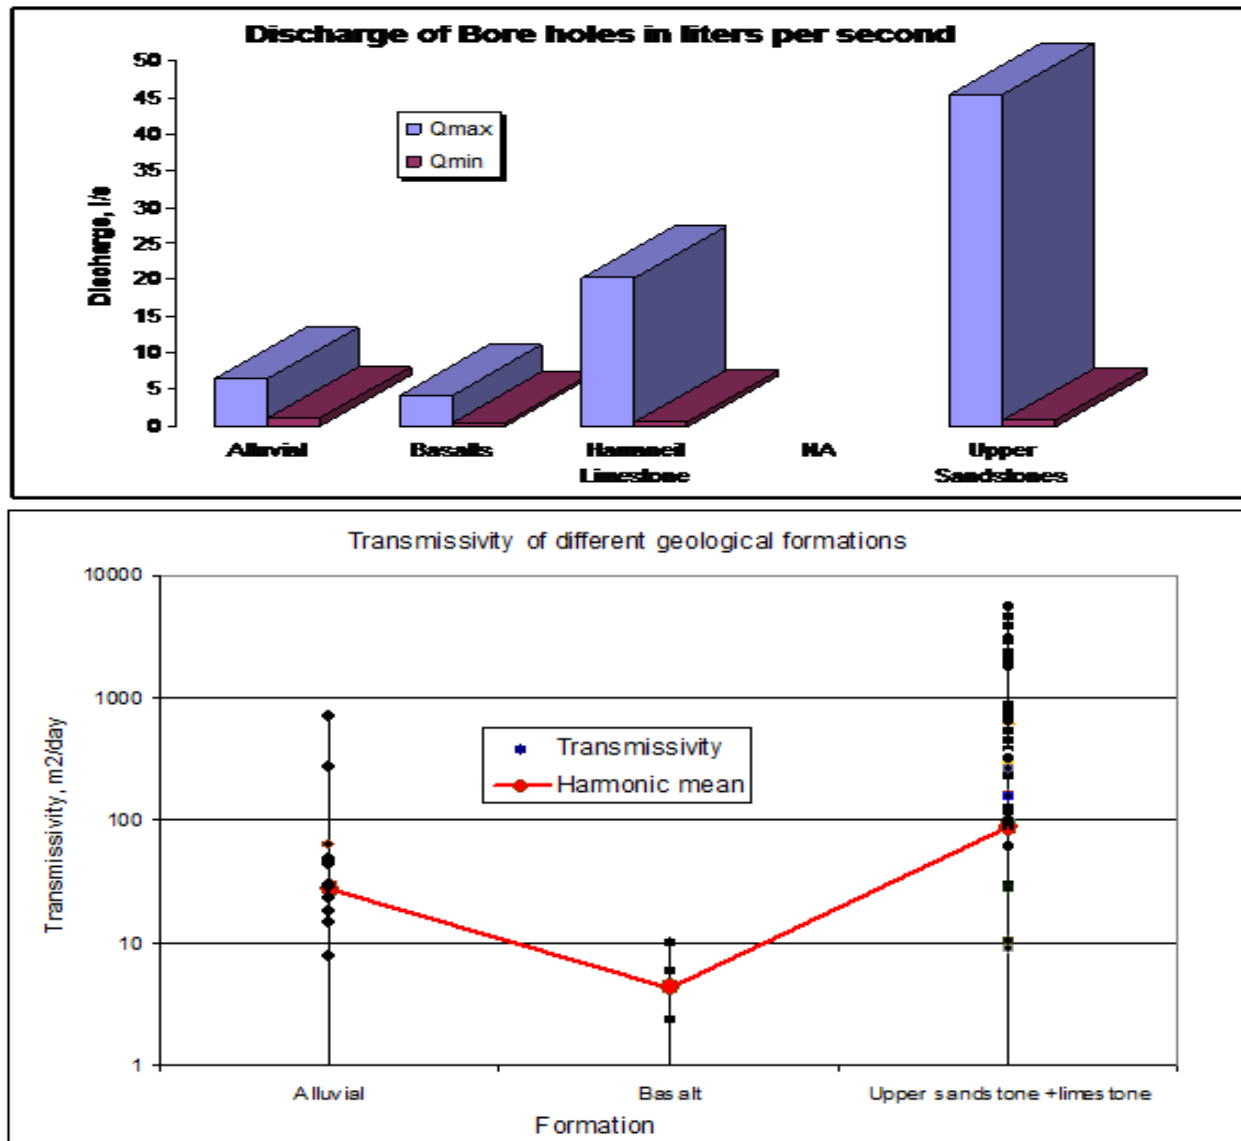 Discharge of Bore holes in liters per second
50
45
40
35
30
25
20
15
10
5
0
Discharge, l/s
Qmax
Qmin
Alluvial Basalts Hammeil Limestone NA Upper Sandstones
Transmissivity of different geological formations
10000
1000
100
10
1
Transmissivity, m2/day
Transmissivity
Harmonic mean
Alluvial Basalt Upper sandstone +limestone
Formation